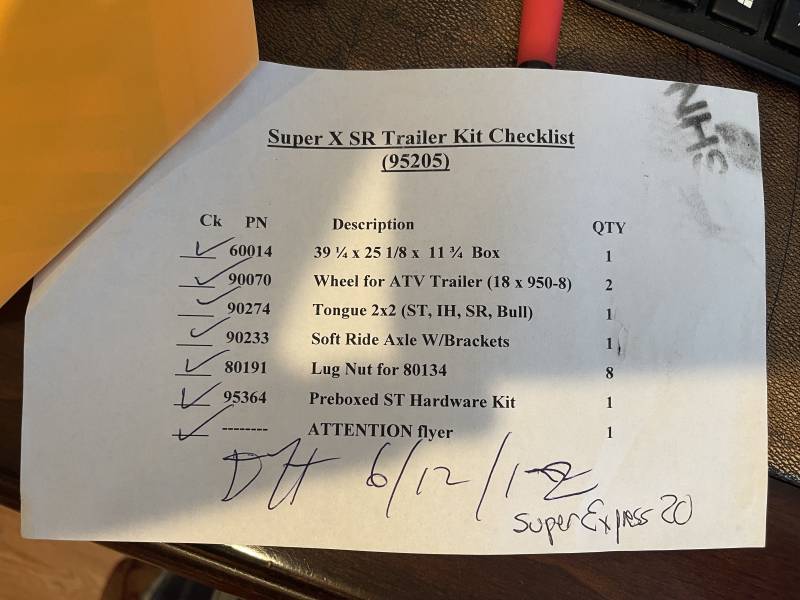 NHS
Super X SR Trailer Kit Checklist
(95205)
Ck PN Description QTY
60014 39 ¼ x 25 1/8 x 11 ¾ Box 1
90070 Wheel for ATV Trailer (18 x 950-8) 2
90274 Tongue 2x2 (ST, IH, SR, Bull) 1
90233 Soft Ride Axle W/Brackets 1
80191 Lug Nut for 80134 8
95364 Preboxed ST Hardware Kit 1
-------- ATTENTION flyer 1
6/12/12
Super Express 20